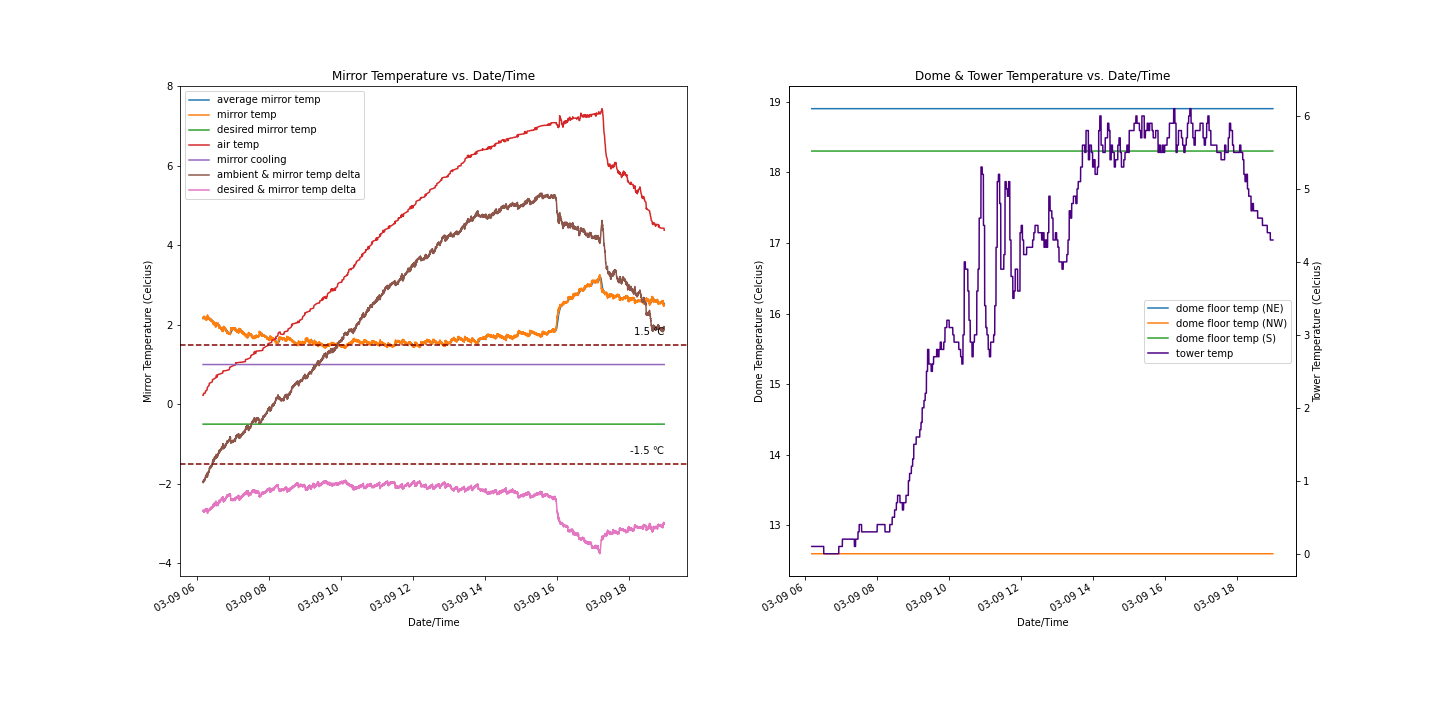 Mirror Temperature vs. Date/Time
8
6
4
2
0
−2
−4
Mirror Temperature (Celcius)
average mirror temp
mirror temp
desired mirror temp
air temp
mirror cooling
ambient & mirror temp delta
desired & mirror temp delta
1.5 °C
-1.5 °C
03-09 06
03-09 08
03-09 10
03-09 12
03-09 14
03-09 16
03-09 18
Date/Time
Dome & Tower Temperature vs. Date/Time
19
18
17
16
15
14
13
Dome Temperature (Celcius)
dome floor temp (NE)
dome floor temp (NW)
dome floor temp (S)
tower temp
6
5
4
3
2
1
0
Tower Temperature (Celcius)
03-09 06
03-09 08
03-09 10
03-09 12
03-09 14
03-09 16
03-09 18
Date/Time